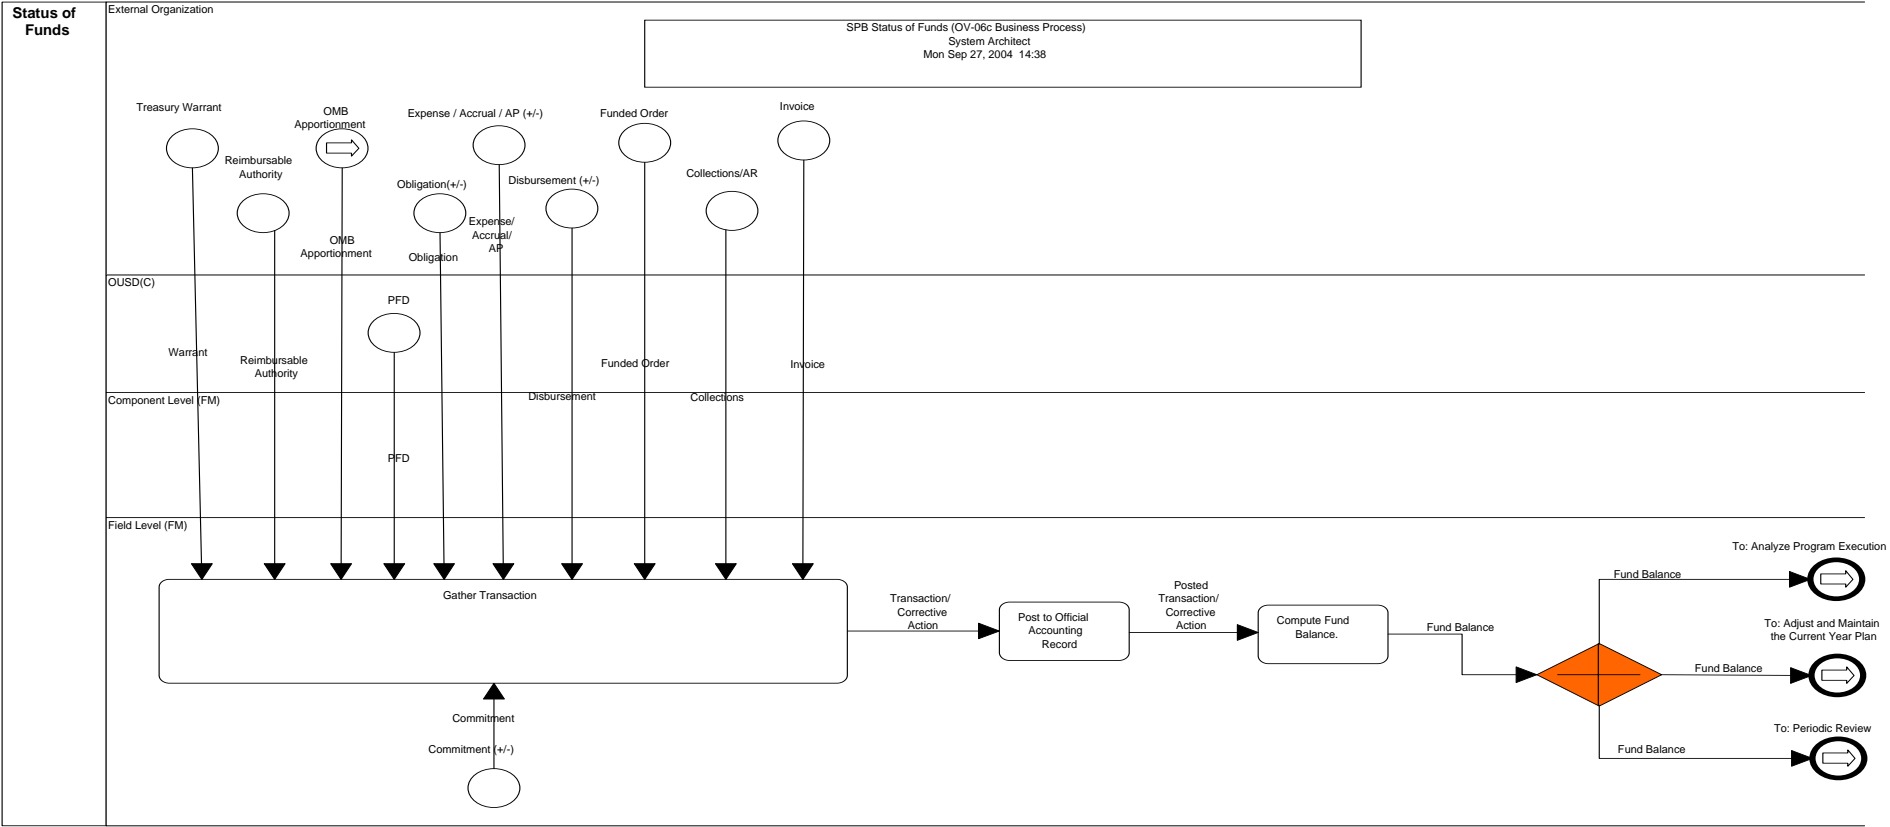 Status of
Funds
External Organization
SPB Status of Funds (OV-06c Business Process)
System Architect
Mon Sep 27, 2004 14:38
Treasury Warrant
Reimbursable
Authority
OMB
Apportionment
Expense / Accrual / AP (+/-)
Obligation(+/-)
Disbursement (+/-)
Funded Order
Collections/AR
Invoice
OMB
Apportionment
Obligation
Expense/
Accrual/
AP
OUSD(C)
PFD
Warrant
Reimbursable
Authority
Funded Order
Invoice
Component Level (FM)
Disbursement
Collections
PFD
Field Level (FM)
Gather Transaction
Transaction/
Corrective
Action
Post to Official
Accounting
Record
Posted
Transaction/
Corrective
Action
Compute Fund
Balance.
Fund Balance
Fund Balance
To: Analyze Program Execution
Fund Balance
To: Adjust and Maintain
the Current Year Plan
Fund Balance
To: Periodic Review
Commitment
Commitment (+/-)